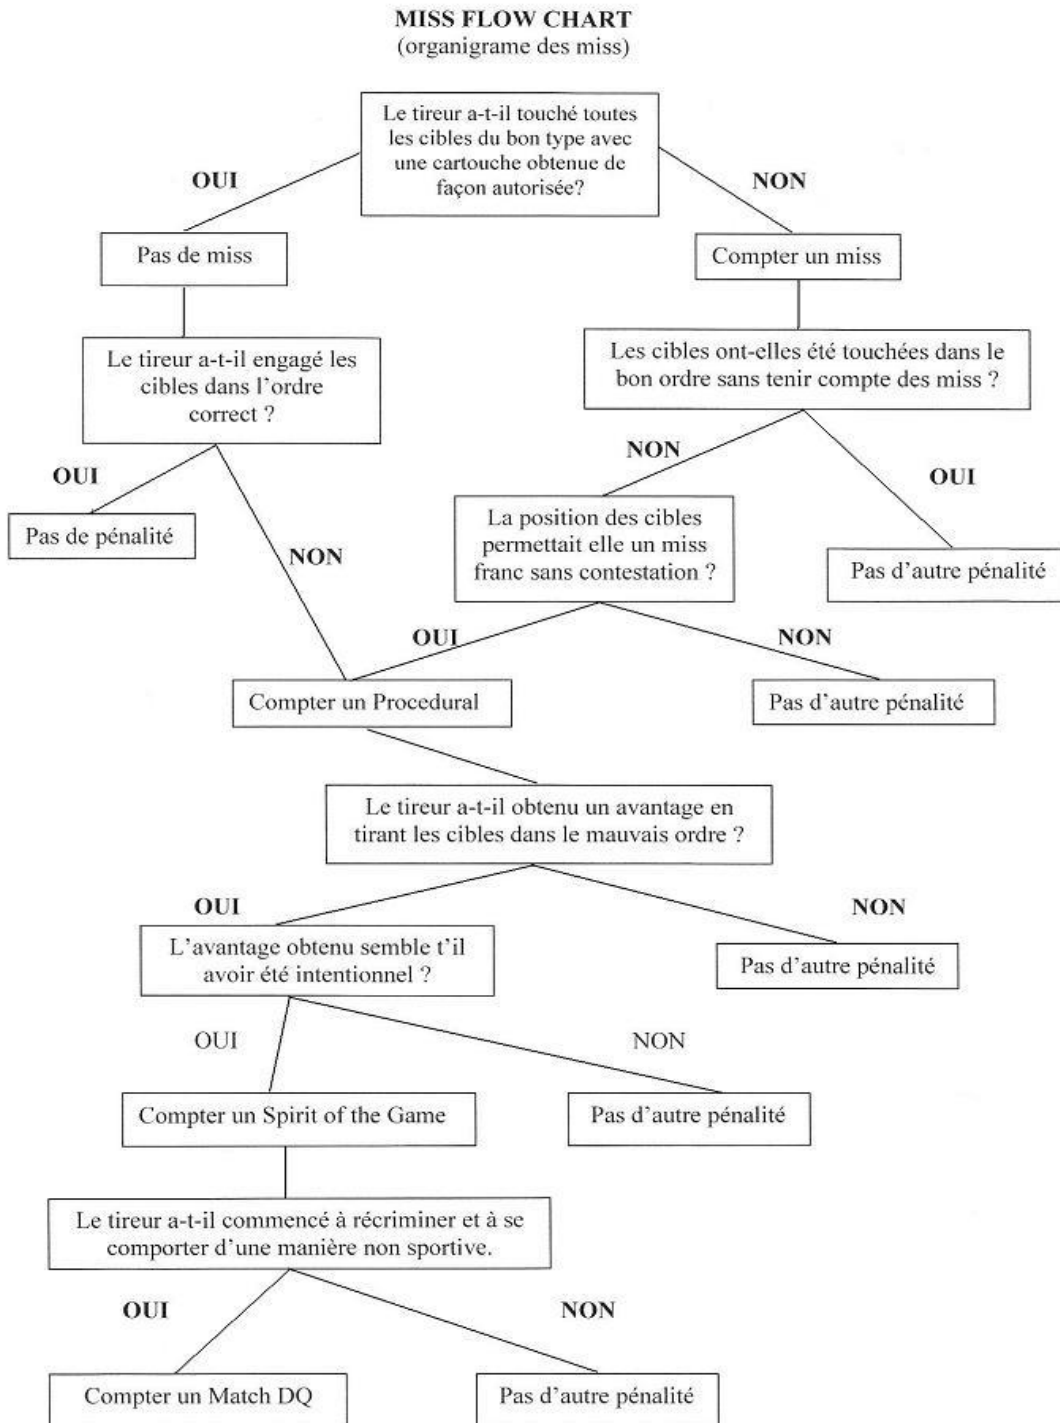 MISS FLOW CHART
(organigrame des miss)
Le tireur a-t-il touché toutes
les cibles du bon type avec
une cartouche obtenue de
façon autorisée?
OUI
NON
Pas de miss
Compter un miss
Le tireur a-t-il engagé les
cibles dans l'ordre
correct ?
Les cibles ont-elles été touchées dans le
bon ordre sans tenir compte des miss ?
OUI
NON
NON
OUI
Pas de pénalité
La position des cibles
permettait elle un miss
franc sans contestation ?
Pas d'autre pénalité
OUI
NON
Compter un Procedural
Pas d'autre pénalité
Le tireur a-t-il obtenu un avantage en
tirant les cibles dans le mauvais ordre ?
OUI
NON
L'avantage obtenu semble t'il
avoir été intentionnel ?
Pas d'autre pénalité
OUI
NON
Compter un Spirit of the Game
Pas d'autre pénalité
Le tireur a-t-il commencé à récriminer et à se
comporter d'une manière non sportive.
OUI
NON
Compter un Match DQ
Pas d'autre pénalité